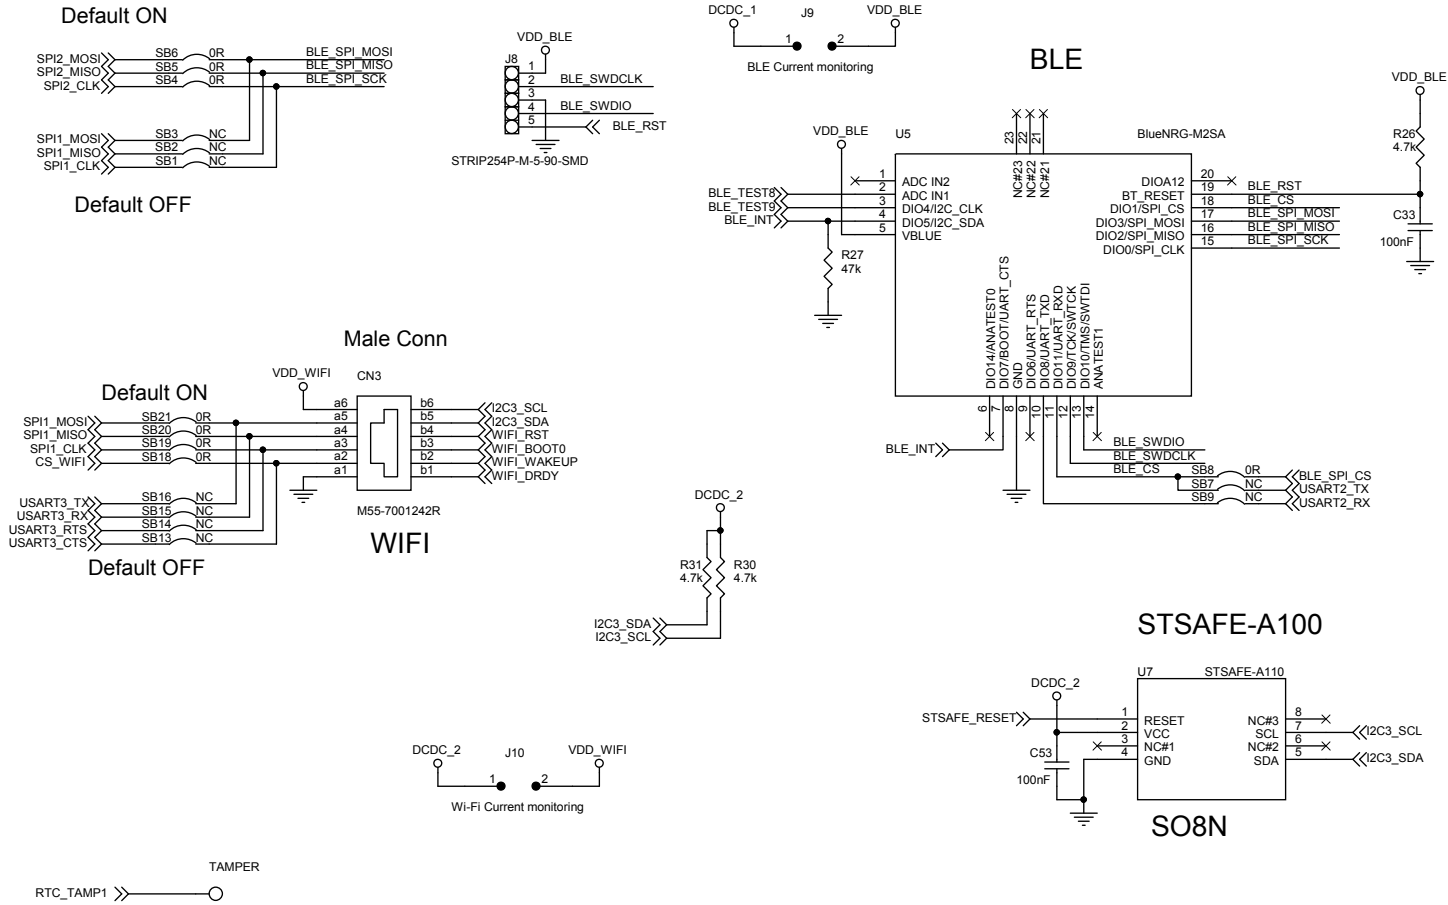 Default ON
SPI2_MOSI SB6 0R BLE_SPI_MOSI
SPI2_MISO SB5 0R BLE_SPI_MISO
SPI2_CLK SB4 0R BLE_SPI_SCK
SPI1_MOSI SB3 NC
SPI1_MISO SB2 NC
SPI1_CLK SB1 NC
Default OFF
VDD_BLE
J8
1
2 BLE_SWDCLK
3
4 BLE_SWDIO
5 BLE_RST
STRIP254P-M-5-90-SMD
DCDC_1 J9 VDD_BLE
1 2
BLE Current monitoring
BLE
VDD_BLE
R26
4.7k
C33
100nF
VDD_BLE
U5
BlueNRG-M2SA
23 22 21
NC#23 NC#22 NC#21
1 ADC IN2
BLE_TEST8 2 ADC IN1
BLE_TEST9 3 DIO4/I2C_CLK
BLE_INT 4 DIO5/I2C_SDA
5 VBLUE
DIOA12 20
BT_RESET 19 BLE_RST
DIO1/SPI_CS 18 BLE_CS
DIO3/SPI_MOSI 17 BLE_SPI_MOSI
DIO2/SPI_MISO 16 BLE_SPI_MISO
DIO0/SPI_CLK 15 BLE_SPI_SCK
R27
47k
DIO14/ANATEST0
DIO7/BOOT/UART_CTS
GND
DIO6/UART_RTS
DIO8/UART_TXD
DIO11/UART_RXD
DIO9/TCK/SWTCK
DIO10/TMS/SWTDI
ANATEST1
6 7 8 9 10 11 12 13 14
BLE_INT
BLE_SWDIO
BLE_SWDCLK
BLE_CS SB8 0R BLE_SPI_CS
SB7 NC USART2_TX
SB9 NC USART2_RX
Male Conn
VDD_WIFI CN3
Default ON
a6 b6 I2C3_SCL
SPI1_MOSI SB21 0R a5 b5 I2C3_SDA
SPI1_MISO SB20 0R a4 b4 WIFI_RST
SPI1_CLK SB19 0R a3 b3 WIFI_BOOT0
CS_WIFI SB18 0R a2 b2 WIFI_WAKEUP
a1 b1 WIFI_DRDY
USART3_TX SB16 NC
USART3_RX SB15 NC
USART3_RTS SB14 NC
USART3_CTS SB13 NC
Default OFF
M55-7001242R
WIFI
DCDC_2
R31 R30
4.7k 4.7k
I2C3_SDA
I2C3_SCL
STSAFE-A100
U7 STSAFE-A110
DCDC_2
STSAFE_RESET 1 RESET NC#3 8
2 VCC SCL 7 I2C3_SCL
3 NC#1 NC#2 6
4 GND SDA 5 I2C3_SDA
C53
100nF
SO8N
DCDC_2 J10 VDD_WIFI
1 2
Wi-Fi Current monitoring
TAMPER
RTC_TAMP1